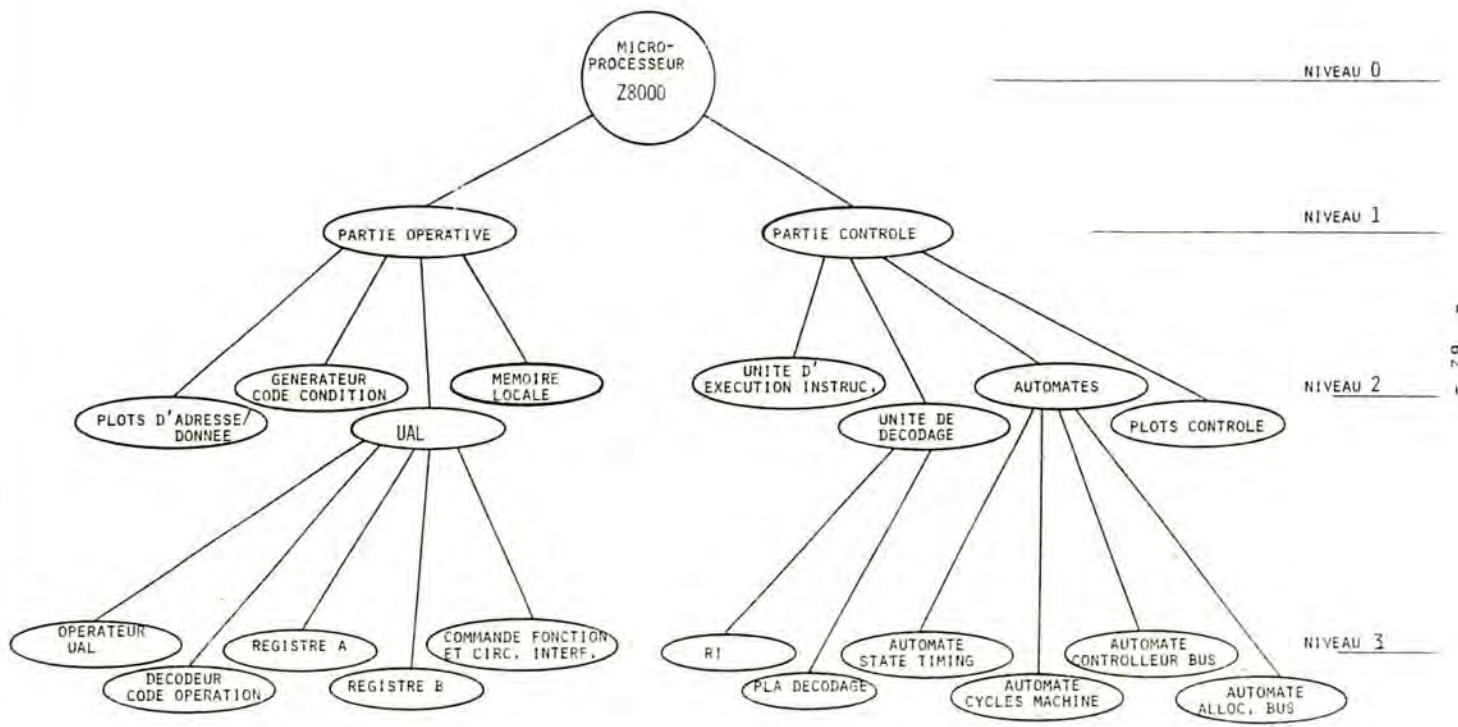 MICRO-
PROCESSEUR
Z8000
NIVEAU 0
PARTIE OPERATIVE
PARTIE CONTROLE
NIVEAU 1
PLOTS D'ADRESSE/
DONNEE
GENERATEUR
CODE CONDITION
UAL
MEMOIRE
LOCALE
UNITE D'
EXECUTION INSTRUC.
UNITE DE
DECODAGE
AUTOMATES
PLOTS CONTROLE
NIVEAU 2
OPERATEUR
UAL
DECODEUR
CODE OPERATION
REGISTRE A
REGISTRE B
COMMANDE FONCTION
ET CIRC. INTERF.
RI
PLA DECODAGE
AUTOMATE
STATE TIMING
AUTOMATE
CYCLES MACHINE
AUTOMATE
CONTROLLEUR BUS
AUTOMATE
ALLOC. BUS
NIVEAU 3